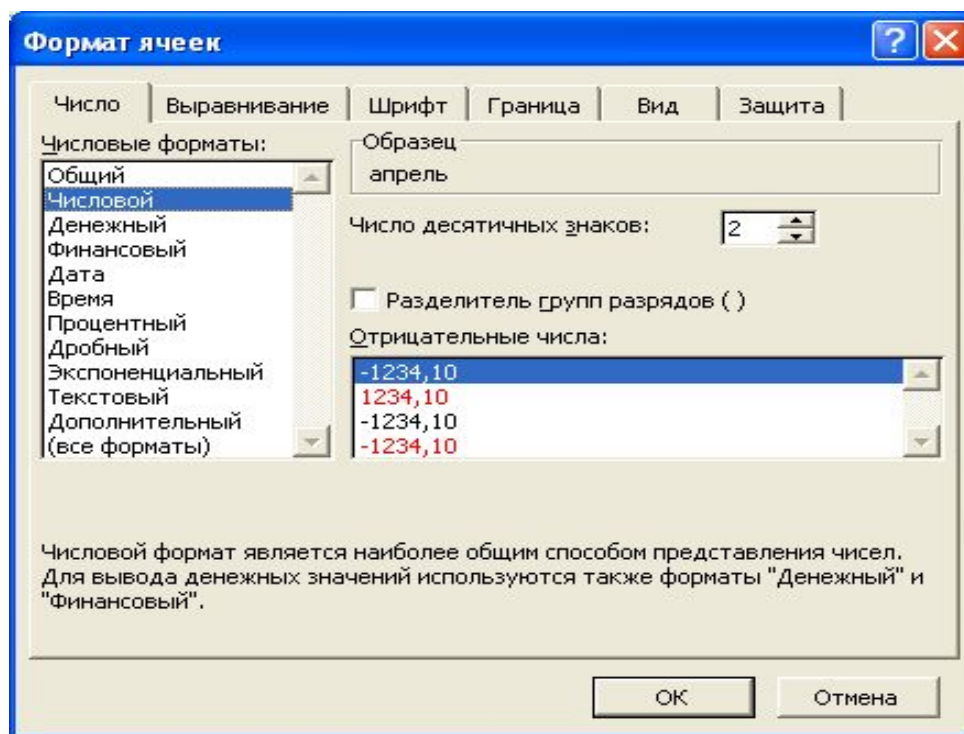 Формат ячеек
Число Выравнивание Шрифт Граница Вид Защита
Числовые форматы:
Общий
Числовой
Денежный
Финансовый
Дата
Время
Процентный
Дробный
Экспоненциальный
Текстовый
Дополнительный
(все форматы)
Образец
апрель
Число десятичных знаков: 2
Разделитель групп разрядов ( )
Отрицательные числа:
-1234,10
1234,10
-1234,10
-1234,10
Числовой формат является наиболее общим способом представления чисел.
Для вывода денежных значений используются также форматы "Денежный" и
"Финансовый".
ОК Отмена